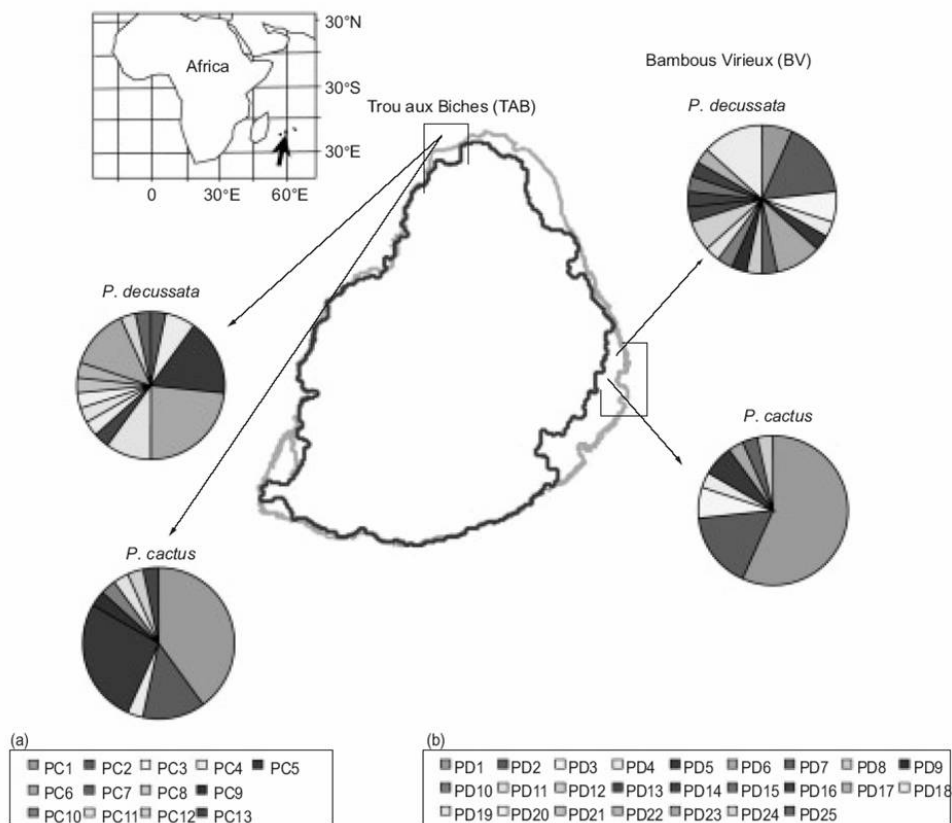 30°N
Africa
30°S
30°E
0 30°E 60°E
Trou aux Biches (TAB)
Bambous Virieux (BV)
P. decussata
P. decussata
P. cactus
P. cactus
(a)
PC1 PC2 PC3 PC4 PC5
PC6 PC7 PC8 PC9
PC10 PC11 PC12 PC13
(b)
PD1 PD2 PD3 PD4 PD5 PD6 PD7 PD8 PD9
PD10 PD11 PD12 PD13 PD14 PD15 PD16 PD17 PD18
PD19 PD20 PD21 PD22 PD23 PD24 PD25